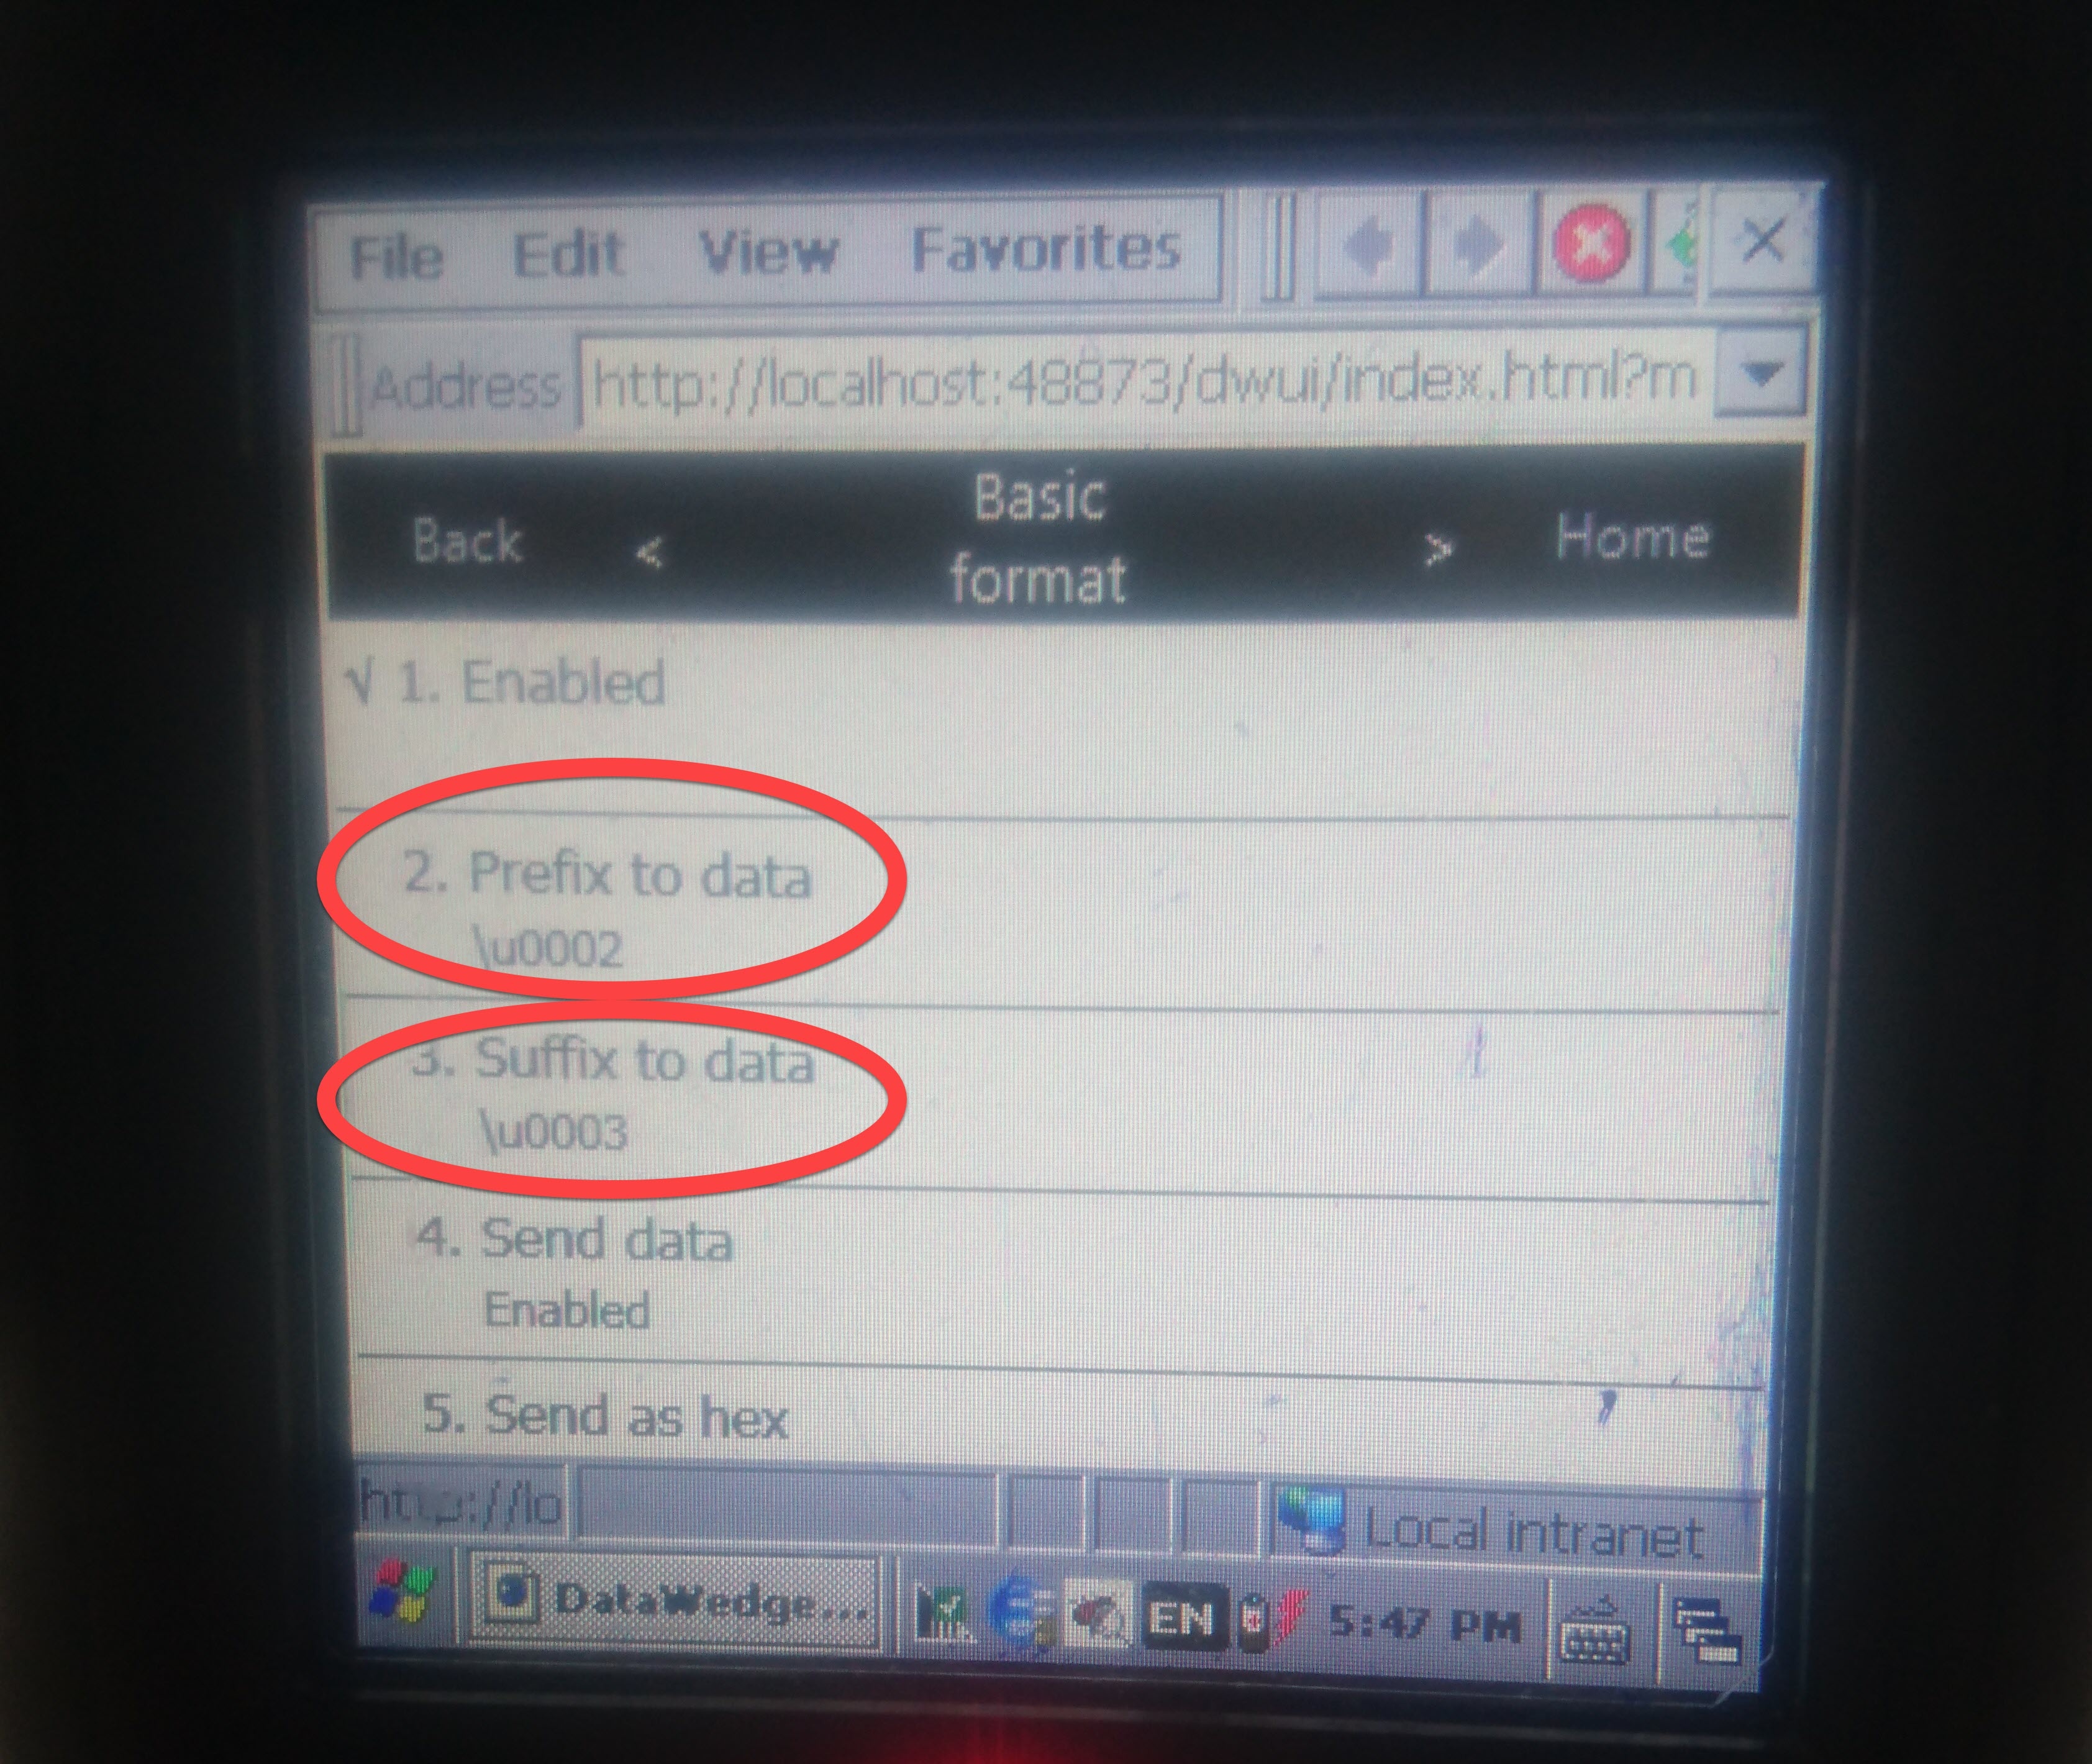 File Edit View Favorites
Address http://localhost:48873/dwui/index.html?m
Back < Basic format > Home
√ 1. Enabled
2. Prefix to data
\u0002
3. Suffix to data
\u0003
4. Send data
Enabled
5. Send as hex
http://lo Local intranet
DataWedge... EN 5:47 PM